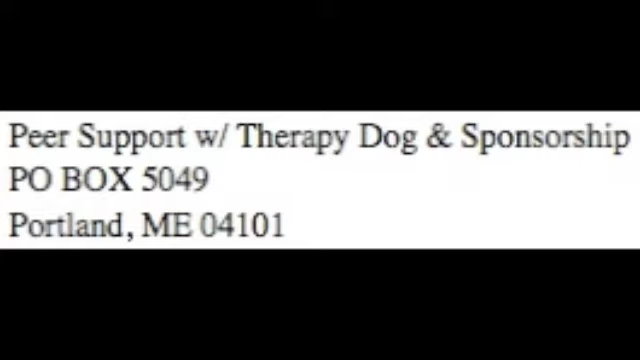 Peer Support w/ Therapy Dog & Sponsorship
PO BOX 5049
Portland, ME 04101